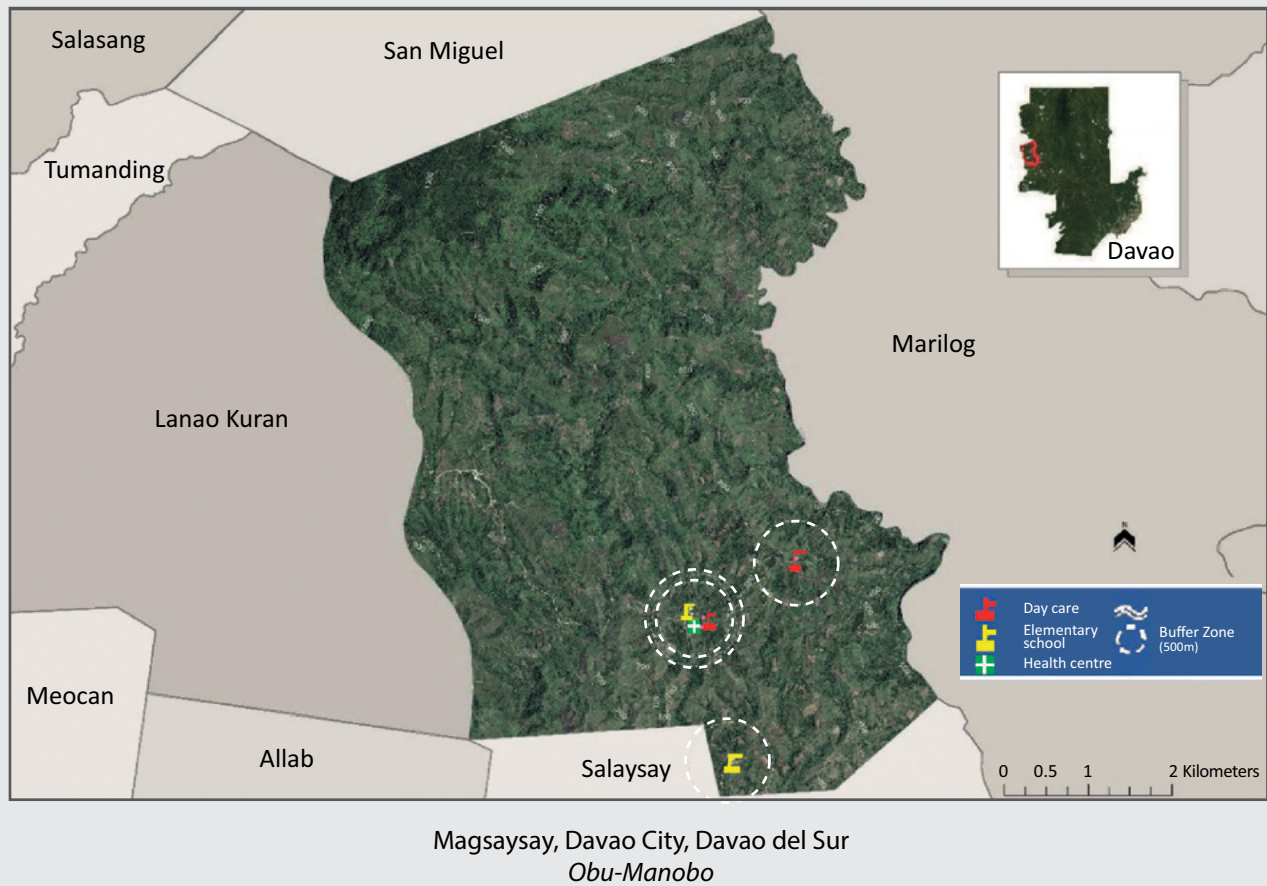 Salasang
San Miguel
Tumanding
Davao
Marilog
Lanao Kuran
N
Day care
Elementary
school
Health centre
Buffer Zone
(500m)
Meocan
Allab
Salaysay
0 0.5 1 2 Kilometers
Magsaysay, Davao City, Davao del Sur
Obu-Manobo